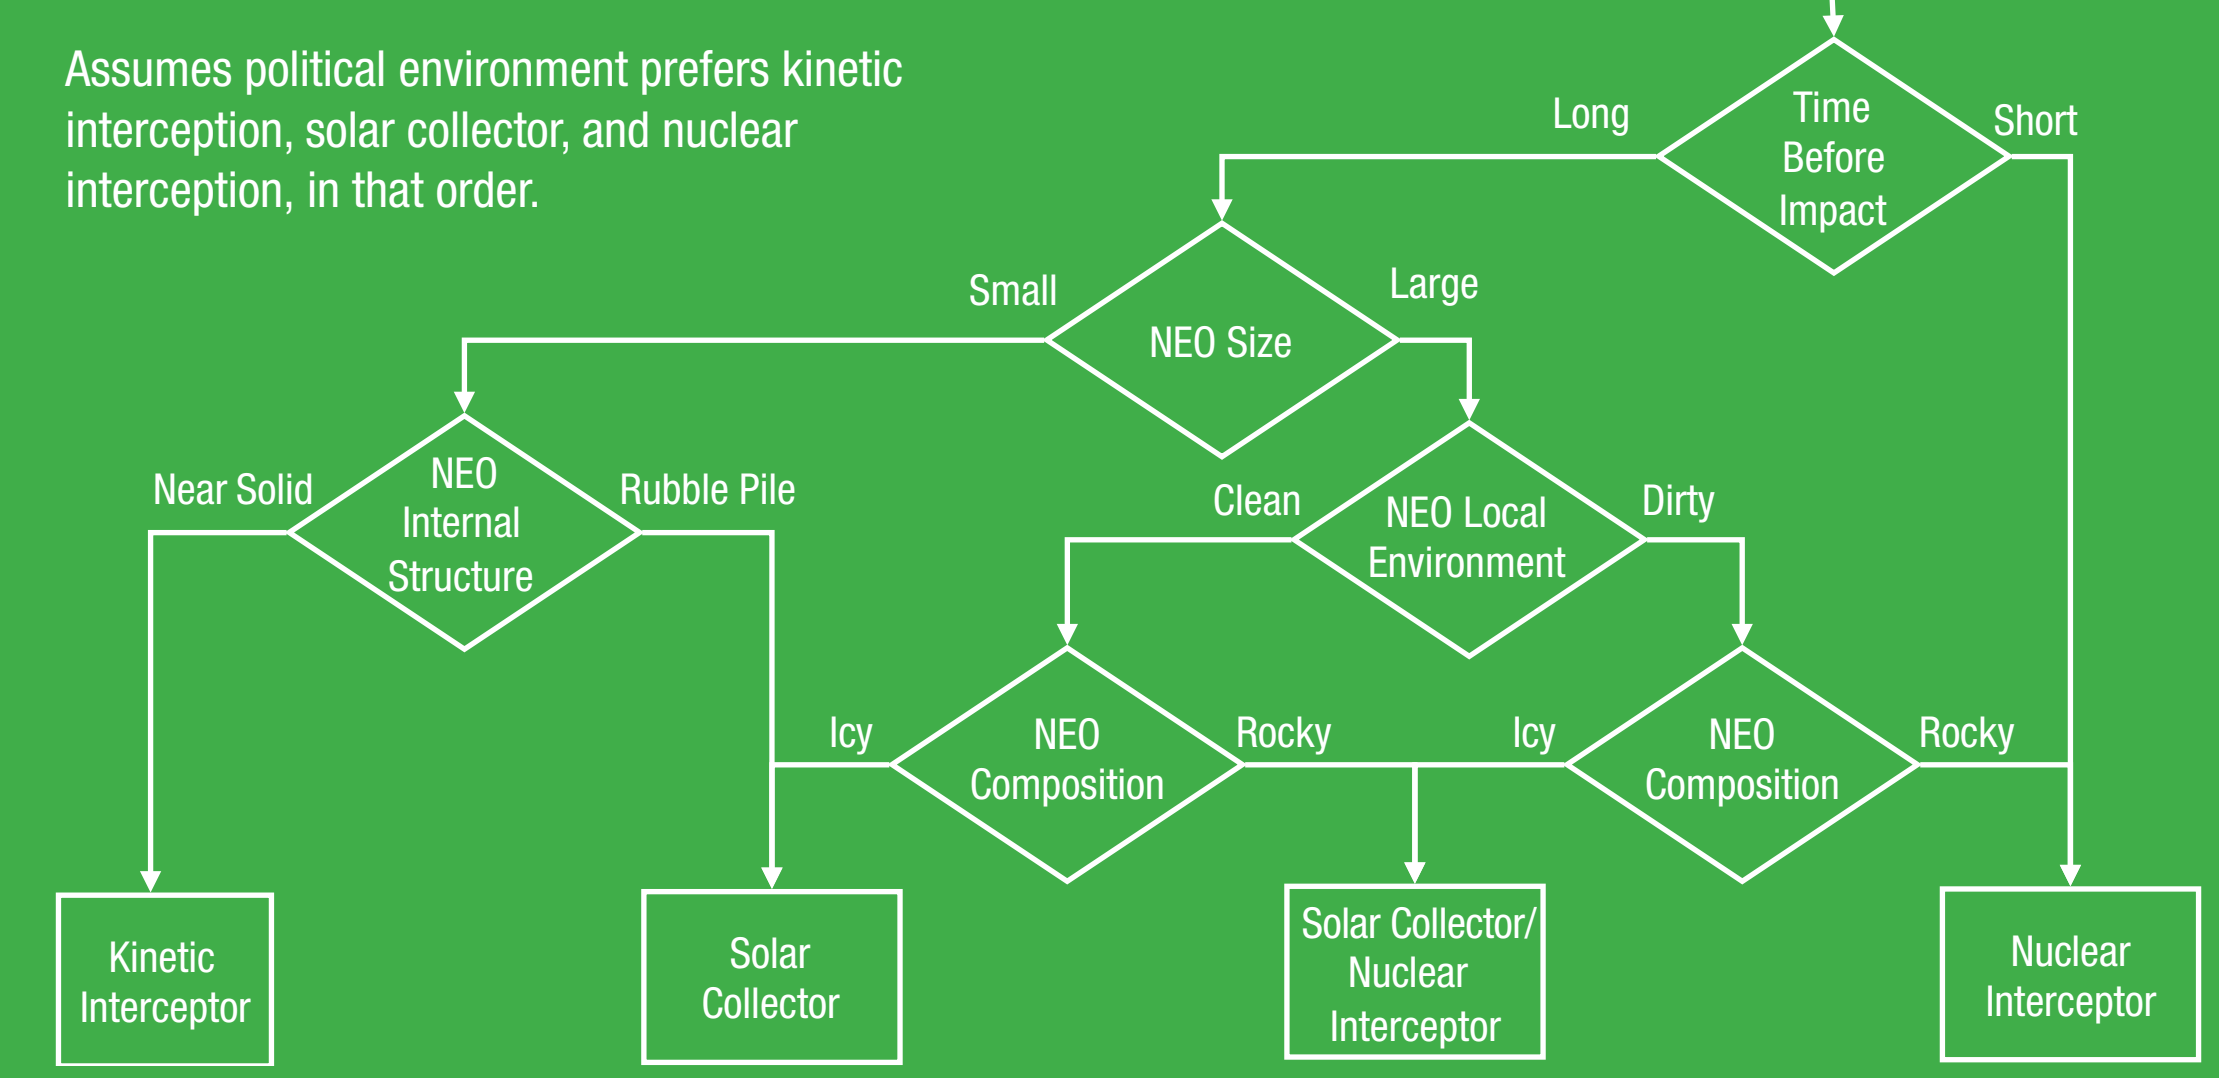 Assumes political environment prefers kinetic
interception, solar collector, and nuclear
interception, in that order.
Time
Before
Impact
Long
Short
NEO Size
Small
Large
NEO
Internal
Structure
Near Solid
Rubble Pile
NEO Local
Environment
Clean
Dirty
NEO
Composition
Icy
Rocky
NEO
Composition
Icy
Rocky
Kinetic
Interceptor
Solar
Collector
Solar Collector/
Nuclear
Interceptor
Nuclear
Interceptor